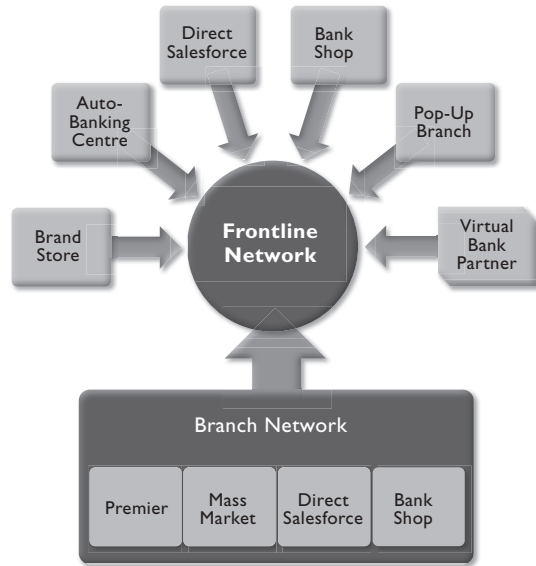 Direct
Salesforce
Bank
Shop
Auto-
Banking
Centre
Pop-Up
Branch
Brand
Store
Frontline
Network
Virtual
Bank
Partner
Branch Network
Premier
Mass
Market
Direct
Salesforce
Bank
Shop